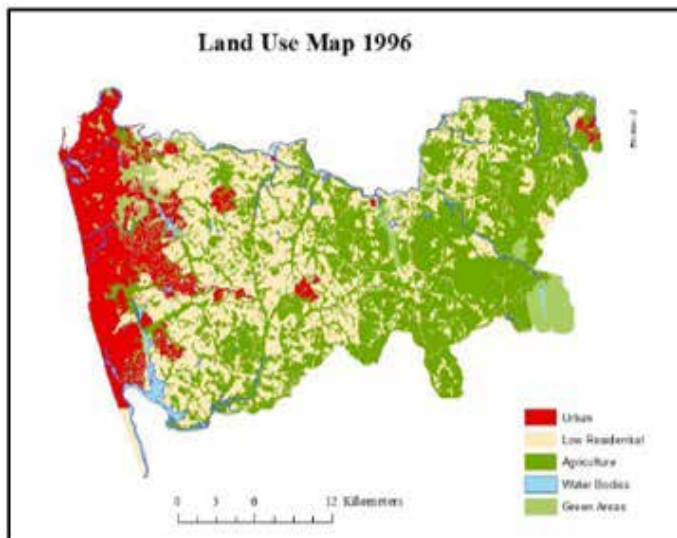 Land Use Map 1996
Urban
Low Residential
Agriculture
Water Bodies
Green Areas
0 3 6 12 Kilometers